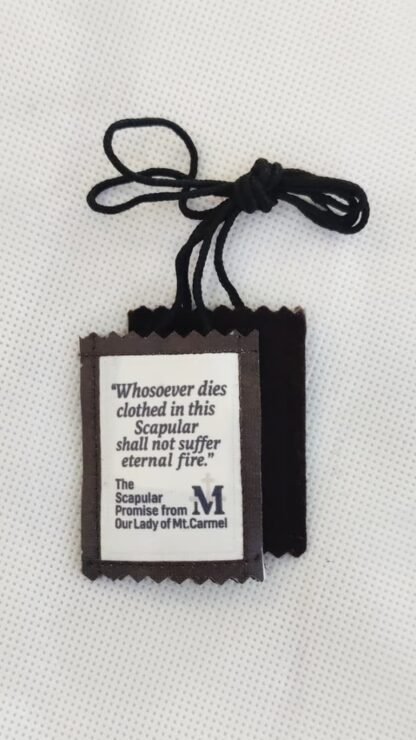 "Whosoever dies
clothed in this
Scapular
shall not suffer
eternal fire."
The
Scapular
Promise from
Our Lady of Mt.Carmel
M